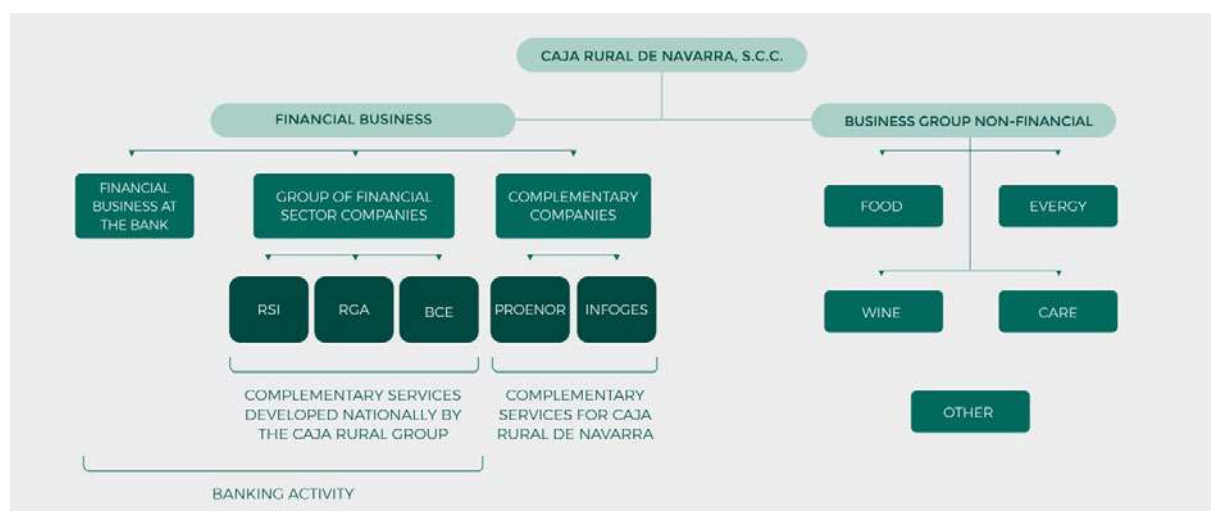 CAJA RURAL DE NAVARRA, S.C.C.
FINANCIAL BUSINESS
BUSINESS GROUP NON-FINANCIAL
FINANCIAL
BUSINESS AT
THE BANK
GROUP OF FINANCIAL
SECTOR COMPANIES
COMPLEMENTARY
COMPANIES
FOOD
EVERGY
RSI
RGA
BCE
PROENOR
INFOGES
WINE
CARE
COMPLEMENTARY SERVICES
DEVELOPED NATIONALLY BY
THE CAJA RURAL GROUP
COMPLEMENTARY
SERVICES FOR CAJA
RURAL DE NAVARRA
OTHER
BANKING ACTIVITY